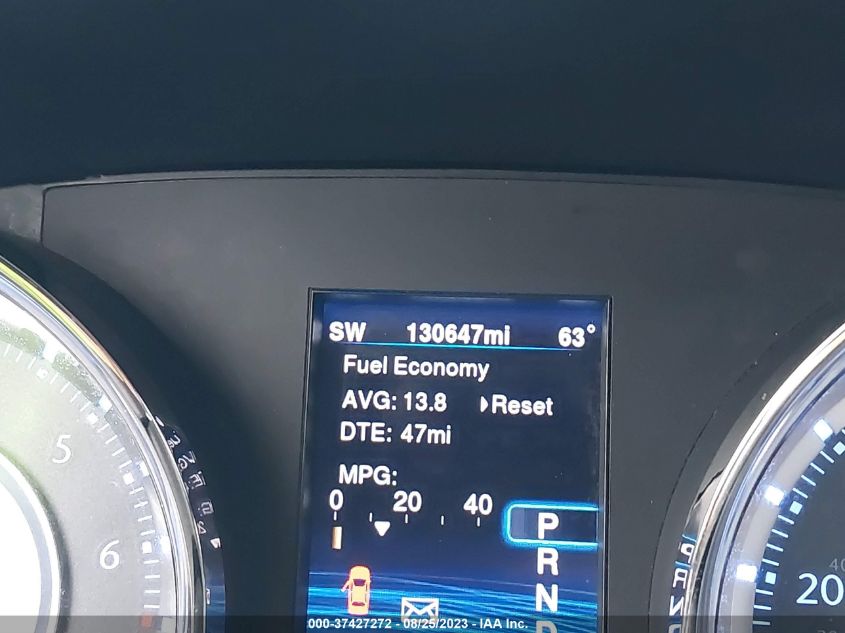 SW 130647mi 63°
Fuel Economy
AVG: 13.8 Reset
DTE: 47mi
MPG:
0 20 40
P
R
N
D
5
6
20
000-37427272 - 08/25/2023 - IAA Inc.